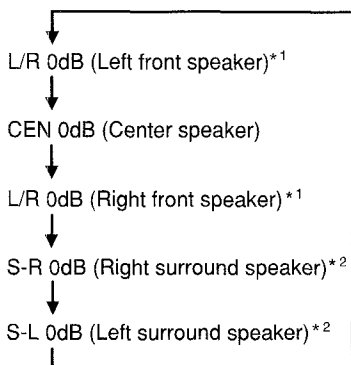 L/R 0dB (Left front speaker)*1
CEN 0dB (Center speaker)
L/R 0dB (Right front speaker)*1
S-R 0dB (Right surround speaker)*2
S-L 0dB (Left surround speaker)*2